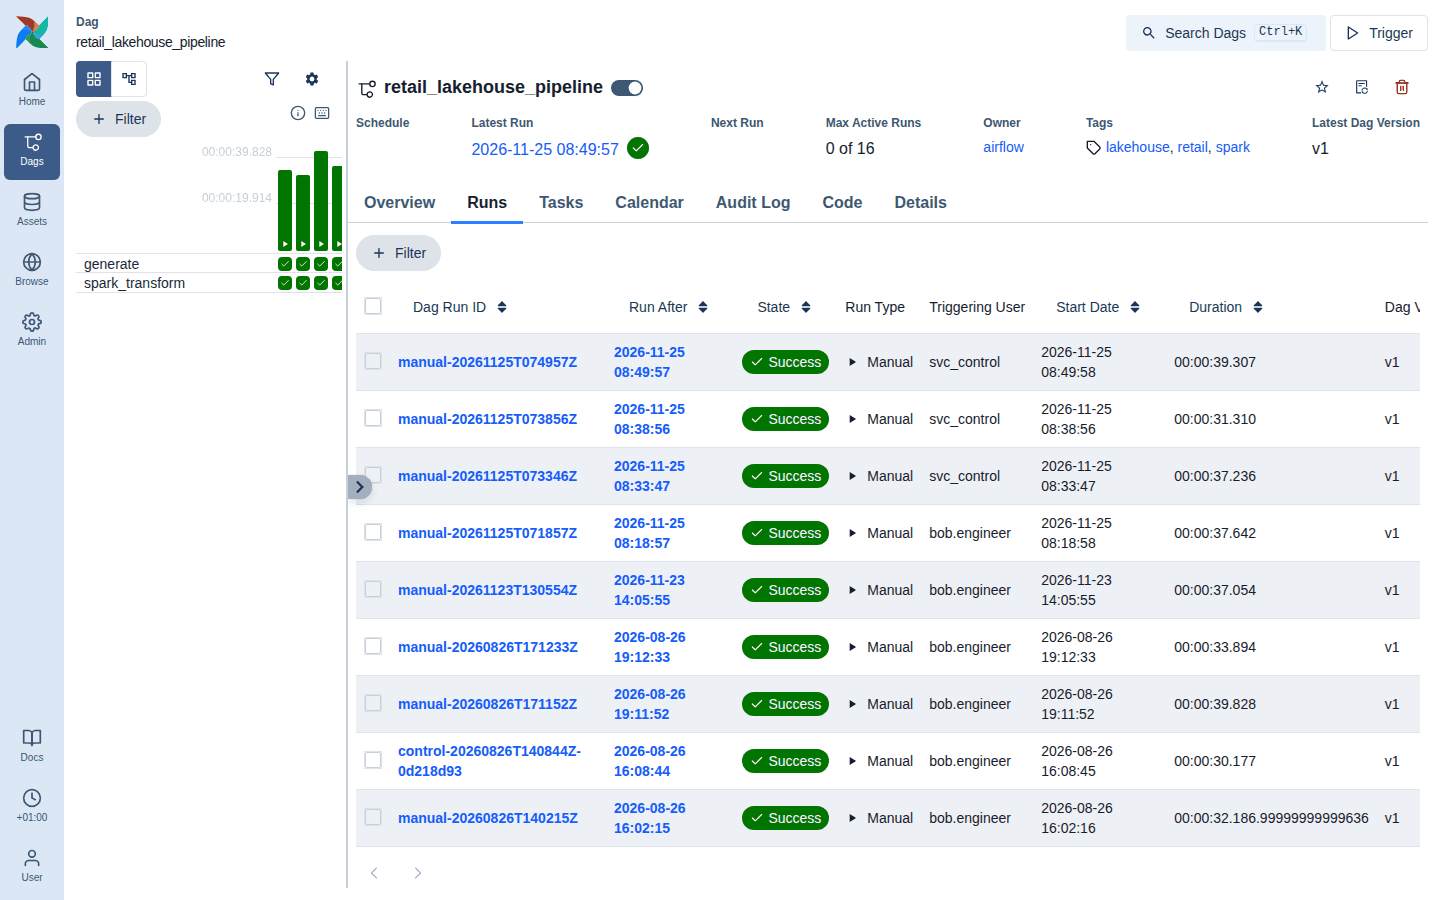 Dag
retail_lakehouse_pipeline
Search Dags Ctrl+K
Trigger
Home
Dags
Assets
Browse
Admin
Docs
+01:00
User
Filter
00:00:39.828
00:00:19.914
generate
spark_transform
retail_lakehouse_pipeline
Schedule Latest Run Next Run Max Active Runs Owner Tags Latest Dag Version
2026-11-25 08:49:57 0 of 16 airflow lakehouse, retail, spark v1
Overview Runs Tasks Calendar Audit Log Code Details
Filter
Dag Run ID Run After State Run Type Triggering User Start Date Duration Dag V
manual-20261125T074957Z 2026-11-25 08:49:57 Success Manual svc_control 2026-11-25 08:49:58 00:00:39.307 v1
manual-20261125T073856Z 2026-11-25 08:38:56 Success Manual svc_control 2026-11-25 08:38:56 00:00:31.310 v1
manual-20261125T073346Z 2026-11-25 08:33:47 Success Manual svc_control 2026-11-25 08:33:47 00:00:37.236 v1
manual-20261125T071857Z 2026-11-25 08:18:57 Success Manual bob.engineer 2026-11-25 08:18:58 00:00:37.642 v1
manual-20261123T130554Z 2026-11-23 14:05:55 Success Manual bob.engineer 2026-11-23 14:05:55 00:00:37.054 v1
manual-20260826T171233Z 2026-08-26 19:12:33 Success Manual bob.engineer 2026-08-26 19:12:33 00:00:33.894 v1
manual-20260826T171152Z 2026-08-26 19:11:52 Success Manual bob.engineer 2026-08-26 19:11:52 00:00:39.828 v1
control-20260826T140844Z-0d218d93 2026-08-26 16:08:44 Success Manual bob.engineer 2026-08-26 16:08:45 00:00:30.177 v1
manual-20260826T140215Z 2026-08-26 16:02:15 Success Manual bob.engineer 2026-08-26 16:02:16 00:00:32.186.99999999999636 v1